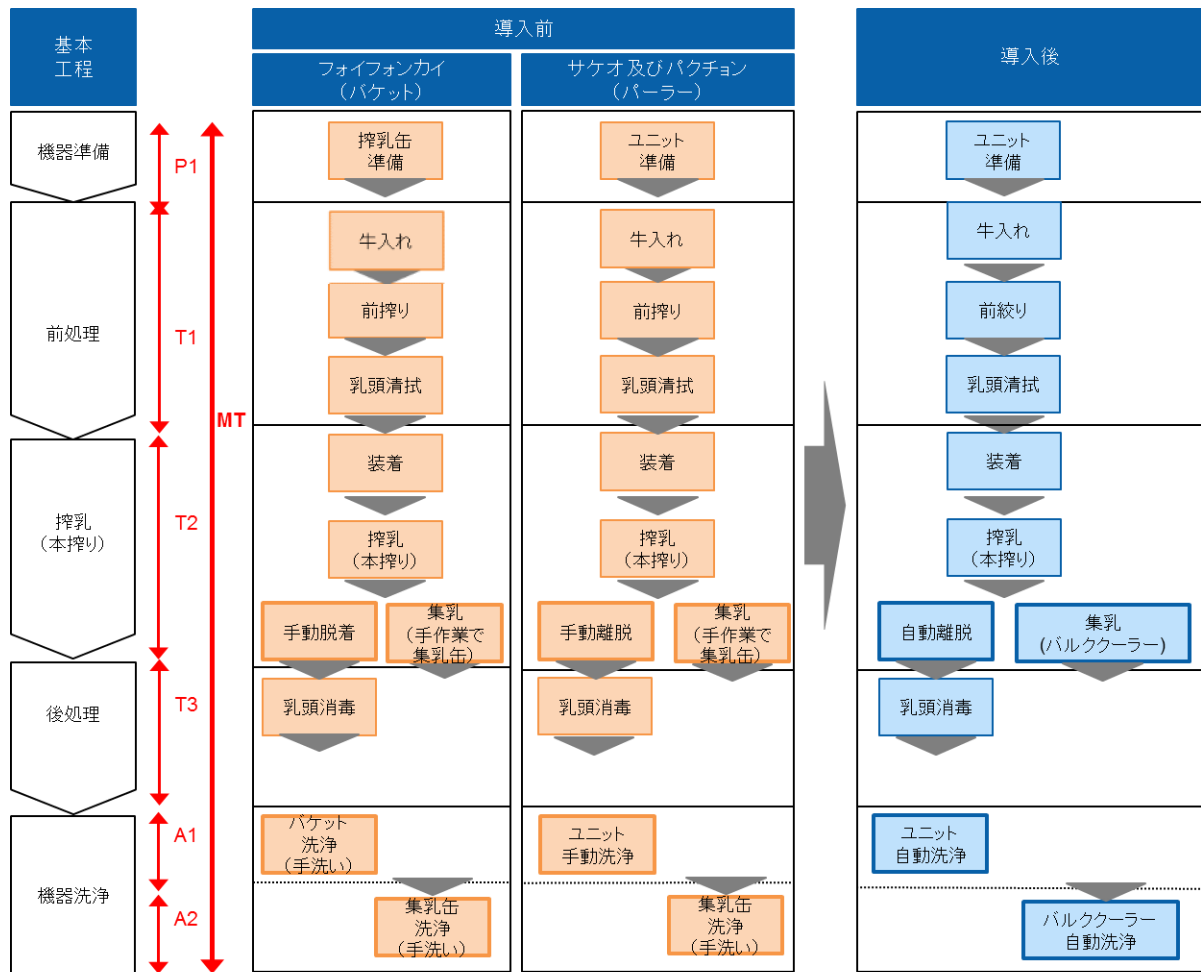 基本
工程
導入前
フォイフォンカイ
(バケット)
サケオ及びパクチョン
(パーラー)
導入後
機器準備
P1
搾乳缶
準備
ユニット
準備
ユニット
準備
前処理
T1
牛入れ
牛入れ
牛入れ
前搾り
前搾り
前絞り
乳頭清拭
乳頭清拭
乳頭清拭
MT
搾乳
(本搾り)
T2
装着
装着
装着
搾乳
(本搾り)
搾乳
(本搾り)
搾乳
(本搾り)
手動脱着
集乳
(手作業で
集乳缶)
手動離脱
集乳
(手作業で
集乳缶)
自動離脱
集乳
(バルククーラー)
後処理
T3
乳頭消毒
乳頭消毒
乳頭消毒
機器洗浄
A1
バケット
洗浄
(手洗い)
ユニット
手動洗浄
ユニット
自動洗浄
A2
集乳缶
洗浄
(手洗い)
集乳缶
洗浄
(手洗い)
バルククーラー
自動洗浄